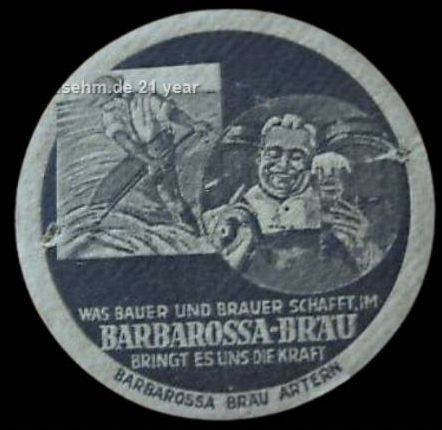 sehm.de 21 year
WAS BAUER UND BRAUER SCHAFFT, IM
BARBAROSSA-BRÄU
BRINGT ES UNS DIE KRAFT
BARBAROSSA BRÄU ARTERN